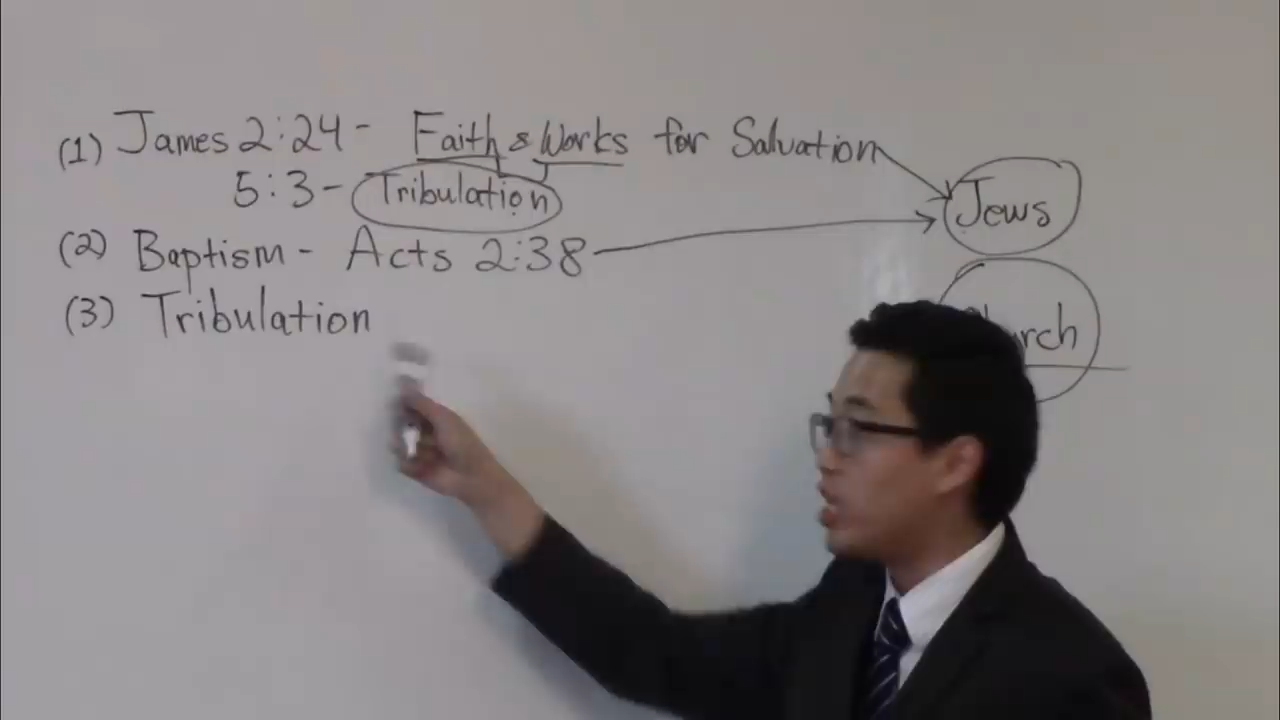 (1) James 2:24 - Faith & Works for Salvation
5:3 - Tribulation
Jews
(2) Baptism - Acts 2:38
(3) Tribulation